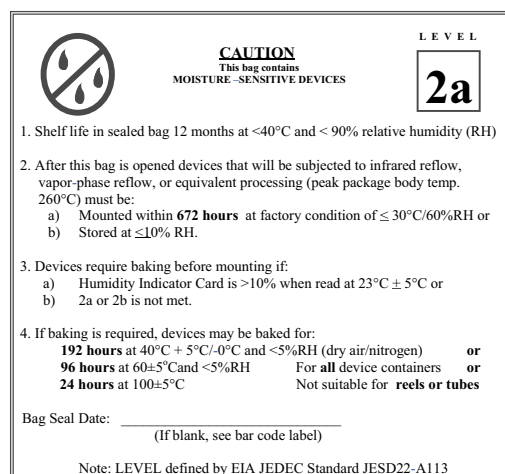 LEVEL
CAUTION
This bag contains
MOISTURE –SENSITIVE DEVICES
2a
1. Shelf life in sealed bag 12 months at <40°C and < 90% relative humidity (RH)
2. After this bag is opened devices that will be subjected to infrared reflow,
vapor-phase reflow, or equivalent processing (peak package body temp.
260°C) must be:
a) Mounted within 672 hours at factory condition of ≤ 30°C/60%RH or
b) Stored at ≤10% RH.
3. Devices require baking before mounting if:
a) Humidity Indicator Card is >10% when read at 23°C ± 5°C or
b) 2a or 2b is not met.
4. If baking is required, devices may be baked for:
192 hours at 40°C + 5°C/-0°C and <5%RH (dry air/nitrogen) or
96 hours at 60±5°Cand <5%RH For all device containers or
24 hours at 100±5°C Not suitable for reels or tubes
Bag Seal Date: ______________________________
(If blank, see bar code label)
Note: LEVEL defined by EIA JEDEC Standard JESD22-A113